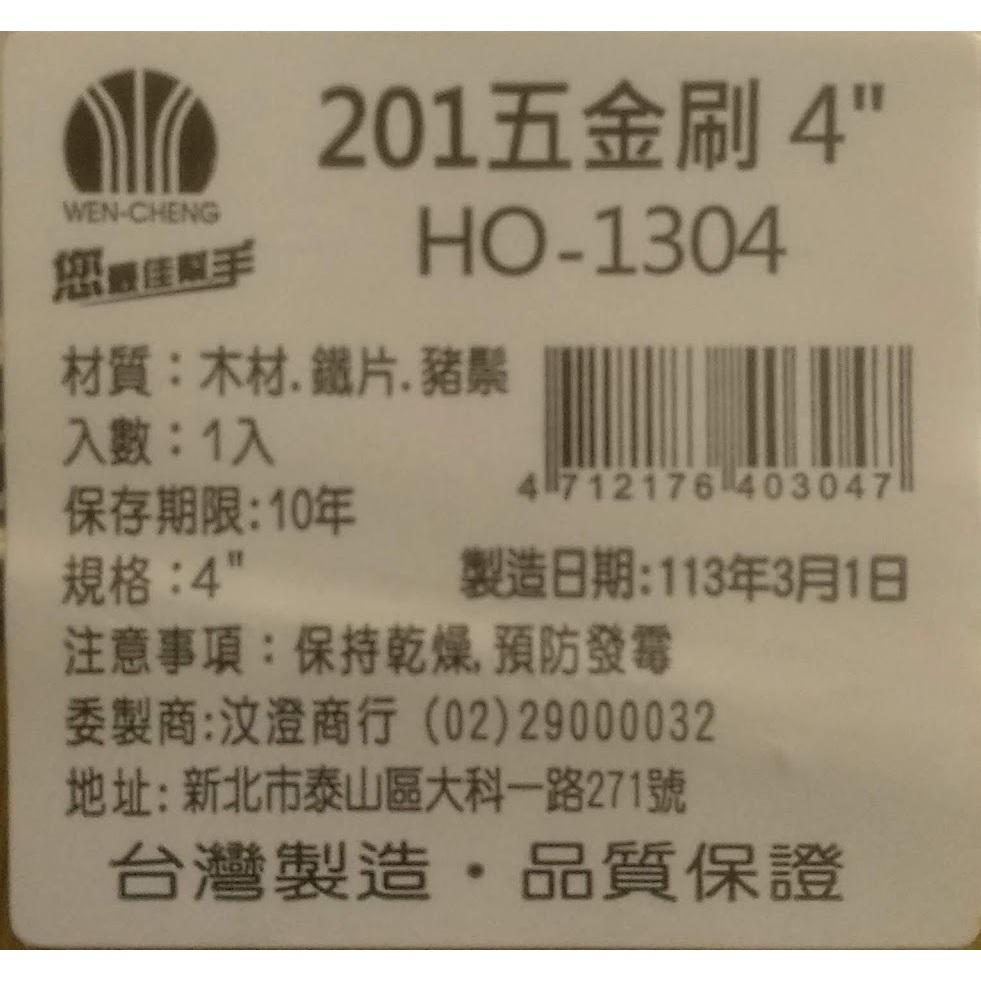 201五金刷 4"
WEN-CHENG
HO-1304
您最佳幫手
材質：木材.鐵片.豬鬃
入數：1入
4 712176 403047
保存期限:10年
規格：4"
製造日期:113年3月1日
注意事項：保持乾燥,預防發霉
委製商:汶澄商行 (02)29000032
地址: 新北市泰山區大科一路271號
台灣製造・品質保證